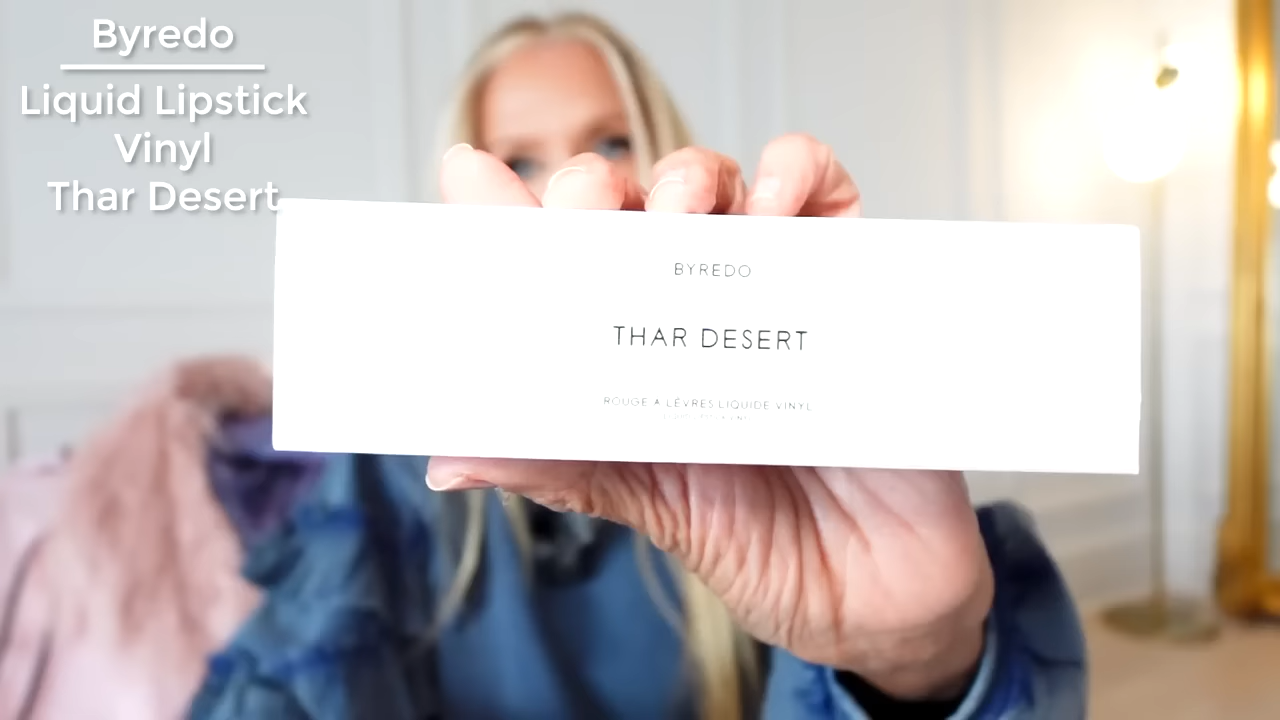 Byredo
Liquid Lipstick
Vinyl
Thar Desert
BYREDO
THAR DESERT
ROUGE A LÈVRES LIQUIDE VINYL